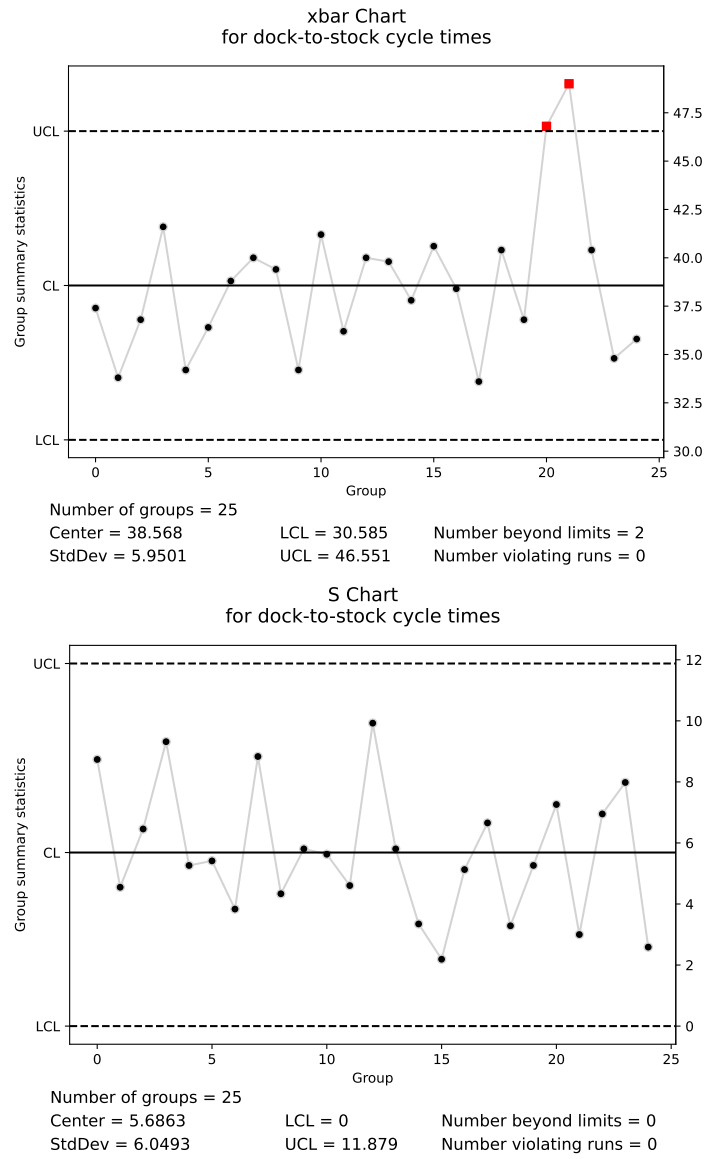 xbar Chart
for dock-to-stock cycle times
Group summary statistics
UCL
CL
LCL
47.5
45.0
42.5
40.0
37.5
35.0
32.5
30.0
0 5 10 15 20 25
Group
Number of groups = 25
Center = 38.568 LCL = 30.585 Number beyond limits = 2
StdDev = 5.9501 UCL = 46.551 Number violating runs = 0
S Chart
for dock-to-stock cycle times
Group summary statistics
UCL
CL
LCL
12
10
8
6
4
2
0
0 5 10 15 20 25
Group
Number of groups = 25
Center = 5.6863 LCL = 0 Number beyond limits = 0
StdDev = 6.0493 UCL = 11.879 Number violating runs = 0